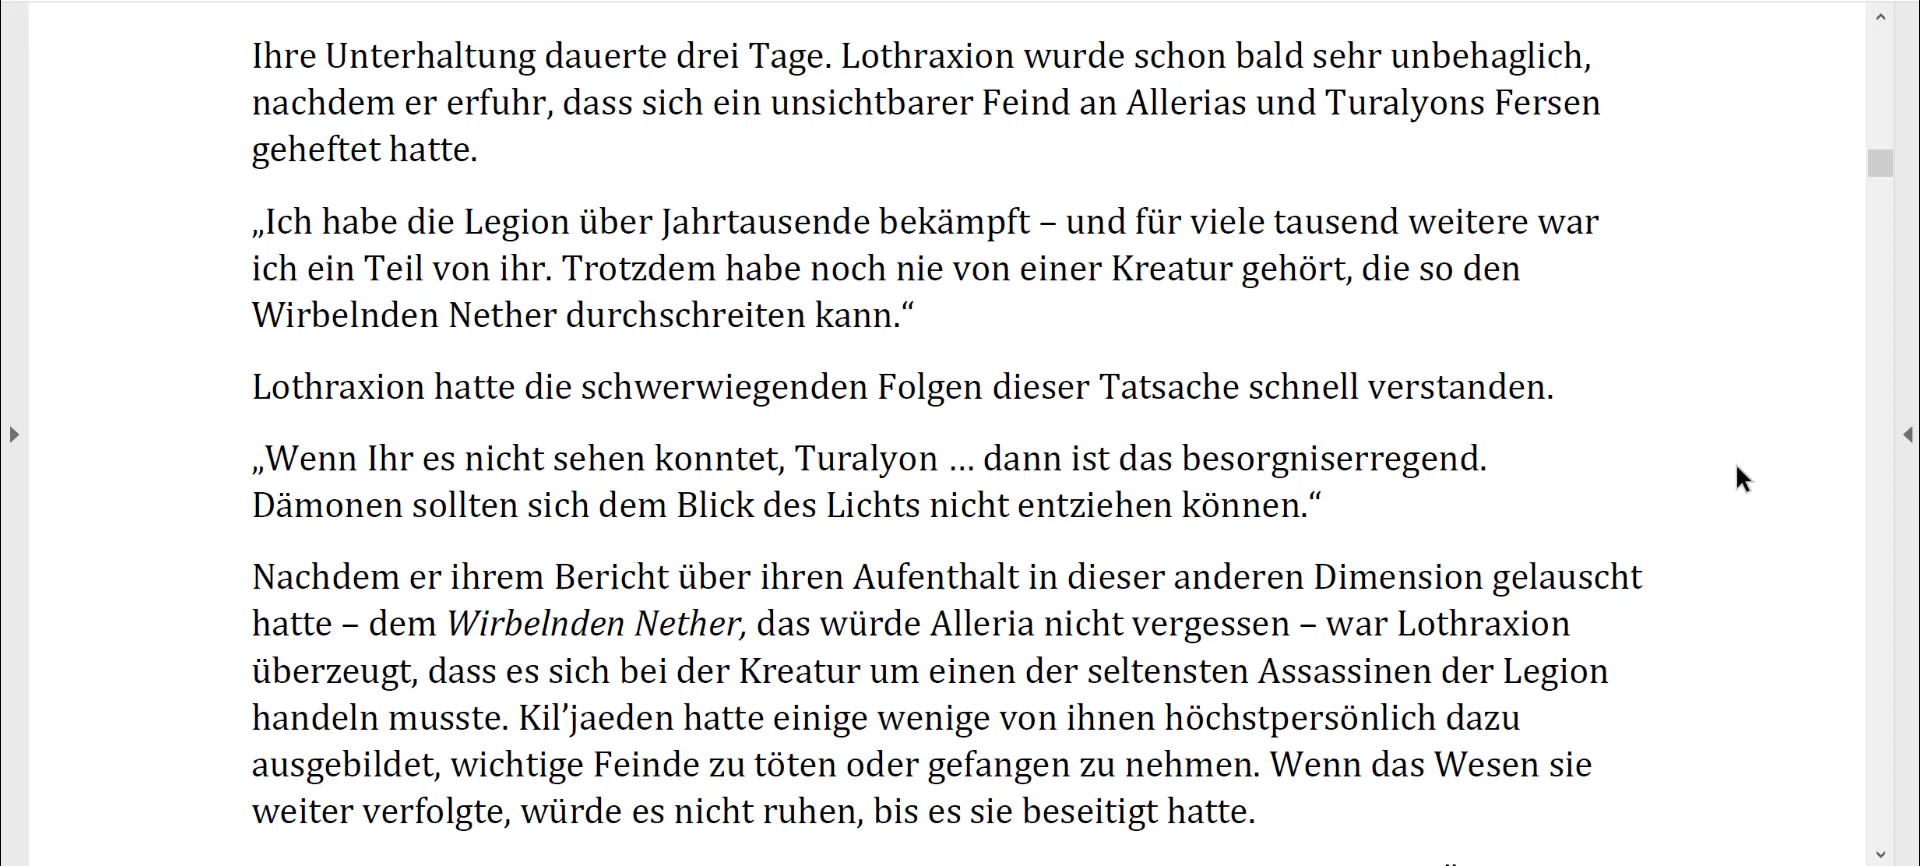 Ihre Unterhaltung dauerte drei Tage. Lothraxion wurde schon bald sehr unbehaglich,
nachdem er erfuhr, dass sich ein unsichtbarer Feind an Allerias und Turalyons Fersen
geheftet hatte.
„Ich habe die Legion über Jahrtausende bekämpft – und für viele tausend weitere war
ich ein Teil von ihr. Trotzdem habe noch nie von einer Kreatur gehört, die so den
Wirbelnden Nether durchschreiten kann.“
Lothraxion hatte die schwerwiegenden Folgen dieser Tatsache schnell verstanden.
„Wenn Ihr es nicht sehen konntet, Turalyon … dann ist das besorgniserregend.
Dämonen sollten sich dem Blick des Lichts nicht entziehen können.“
Nachdem er ihrem Bericht über ihren Aufenthalt in dieser anderen Dimension gelauscht
hatte – dem Wirbelnden Nether, das würde Alleria nicht vergessen – war Lothraxion
überzeugt, dass es sich bei der Kreatur um einen der seltensten Assassinen der Legion
handeln musste. Kil’jaeden hatte einige wenige von ihnen höchstpersönlich dazu
ausgebildet, wichtige Feinde zu töten oder gefangen zu nehmen. Wenn das Wesen sie
weiter verfolgte, würde es nicht ruhen, bis es sie beseitigt hatte.